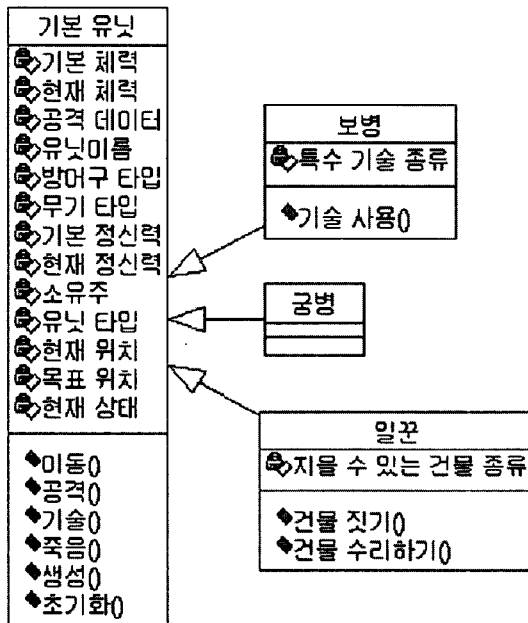 기본 유닛
기본 체력
현재 체력
공격 데이터
유닛이름
방어구 타입
무기 타입
기본 정신력
현재 정신력
소유주
유닛 타입
현재 위치
목표 위치
현재 상태
이동()
공격()
기술()
죽음()
생성()
초기화()
보병
특수 기술 종류
기술 사용()
궁병
일꾼
지을 수 있는 건물 종류
건물 짓기()
건물 수리하기()